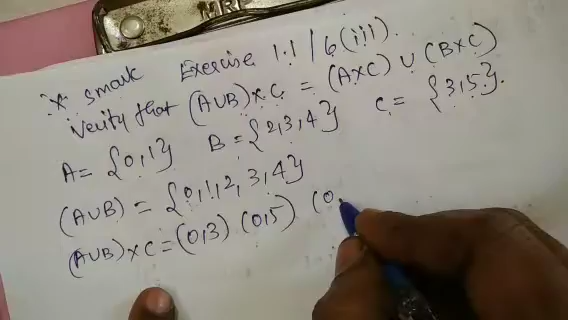 * 5mark Exercise 1.1 / 6(iii).
Verify that (A∪B)×C = (A×C) ∪ (B×C)
A = {0,1} B = {2,3,4} C = {3,5}.
(A∪B) = {0,1,2,3,4}
(A∪B)×C = (0,3) (0,5) (0,